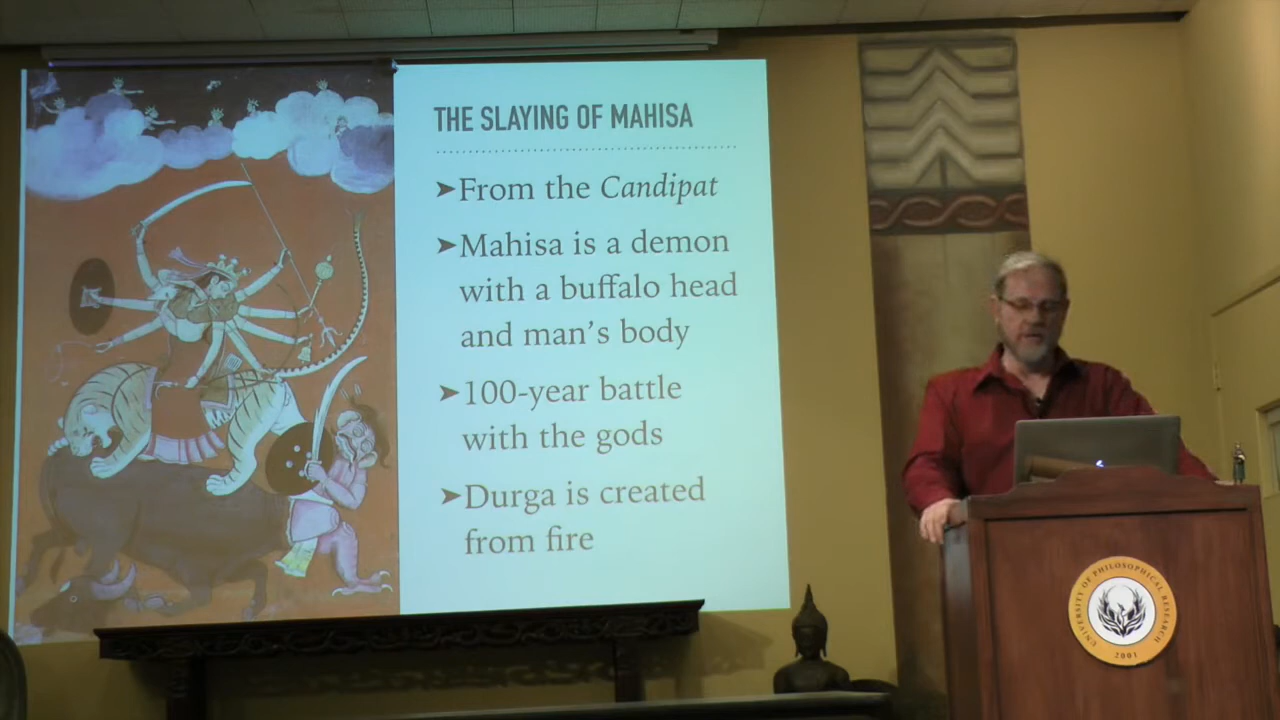 THE SLAYING OF MAHISA
➤From the Candipat
➤Mahisa is a demon
with a buffalo head
and man's body
➤100-year battle
with the gods
➤Durga is created
from fire
UNIVERSITY OF PHILOSOPHICAL RESEARCH
2001